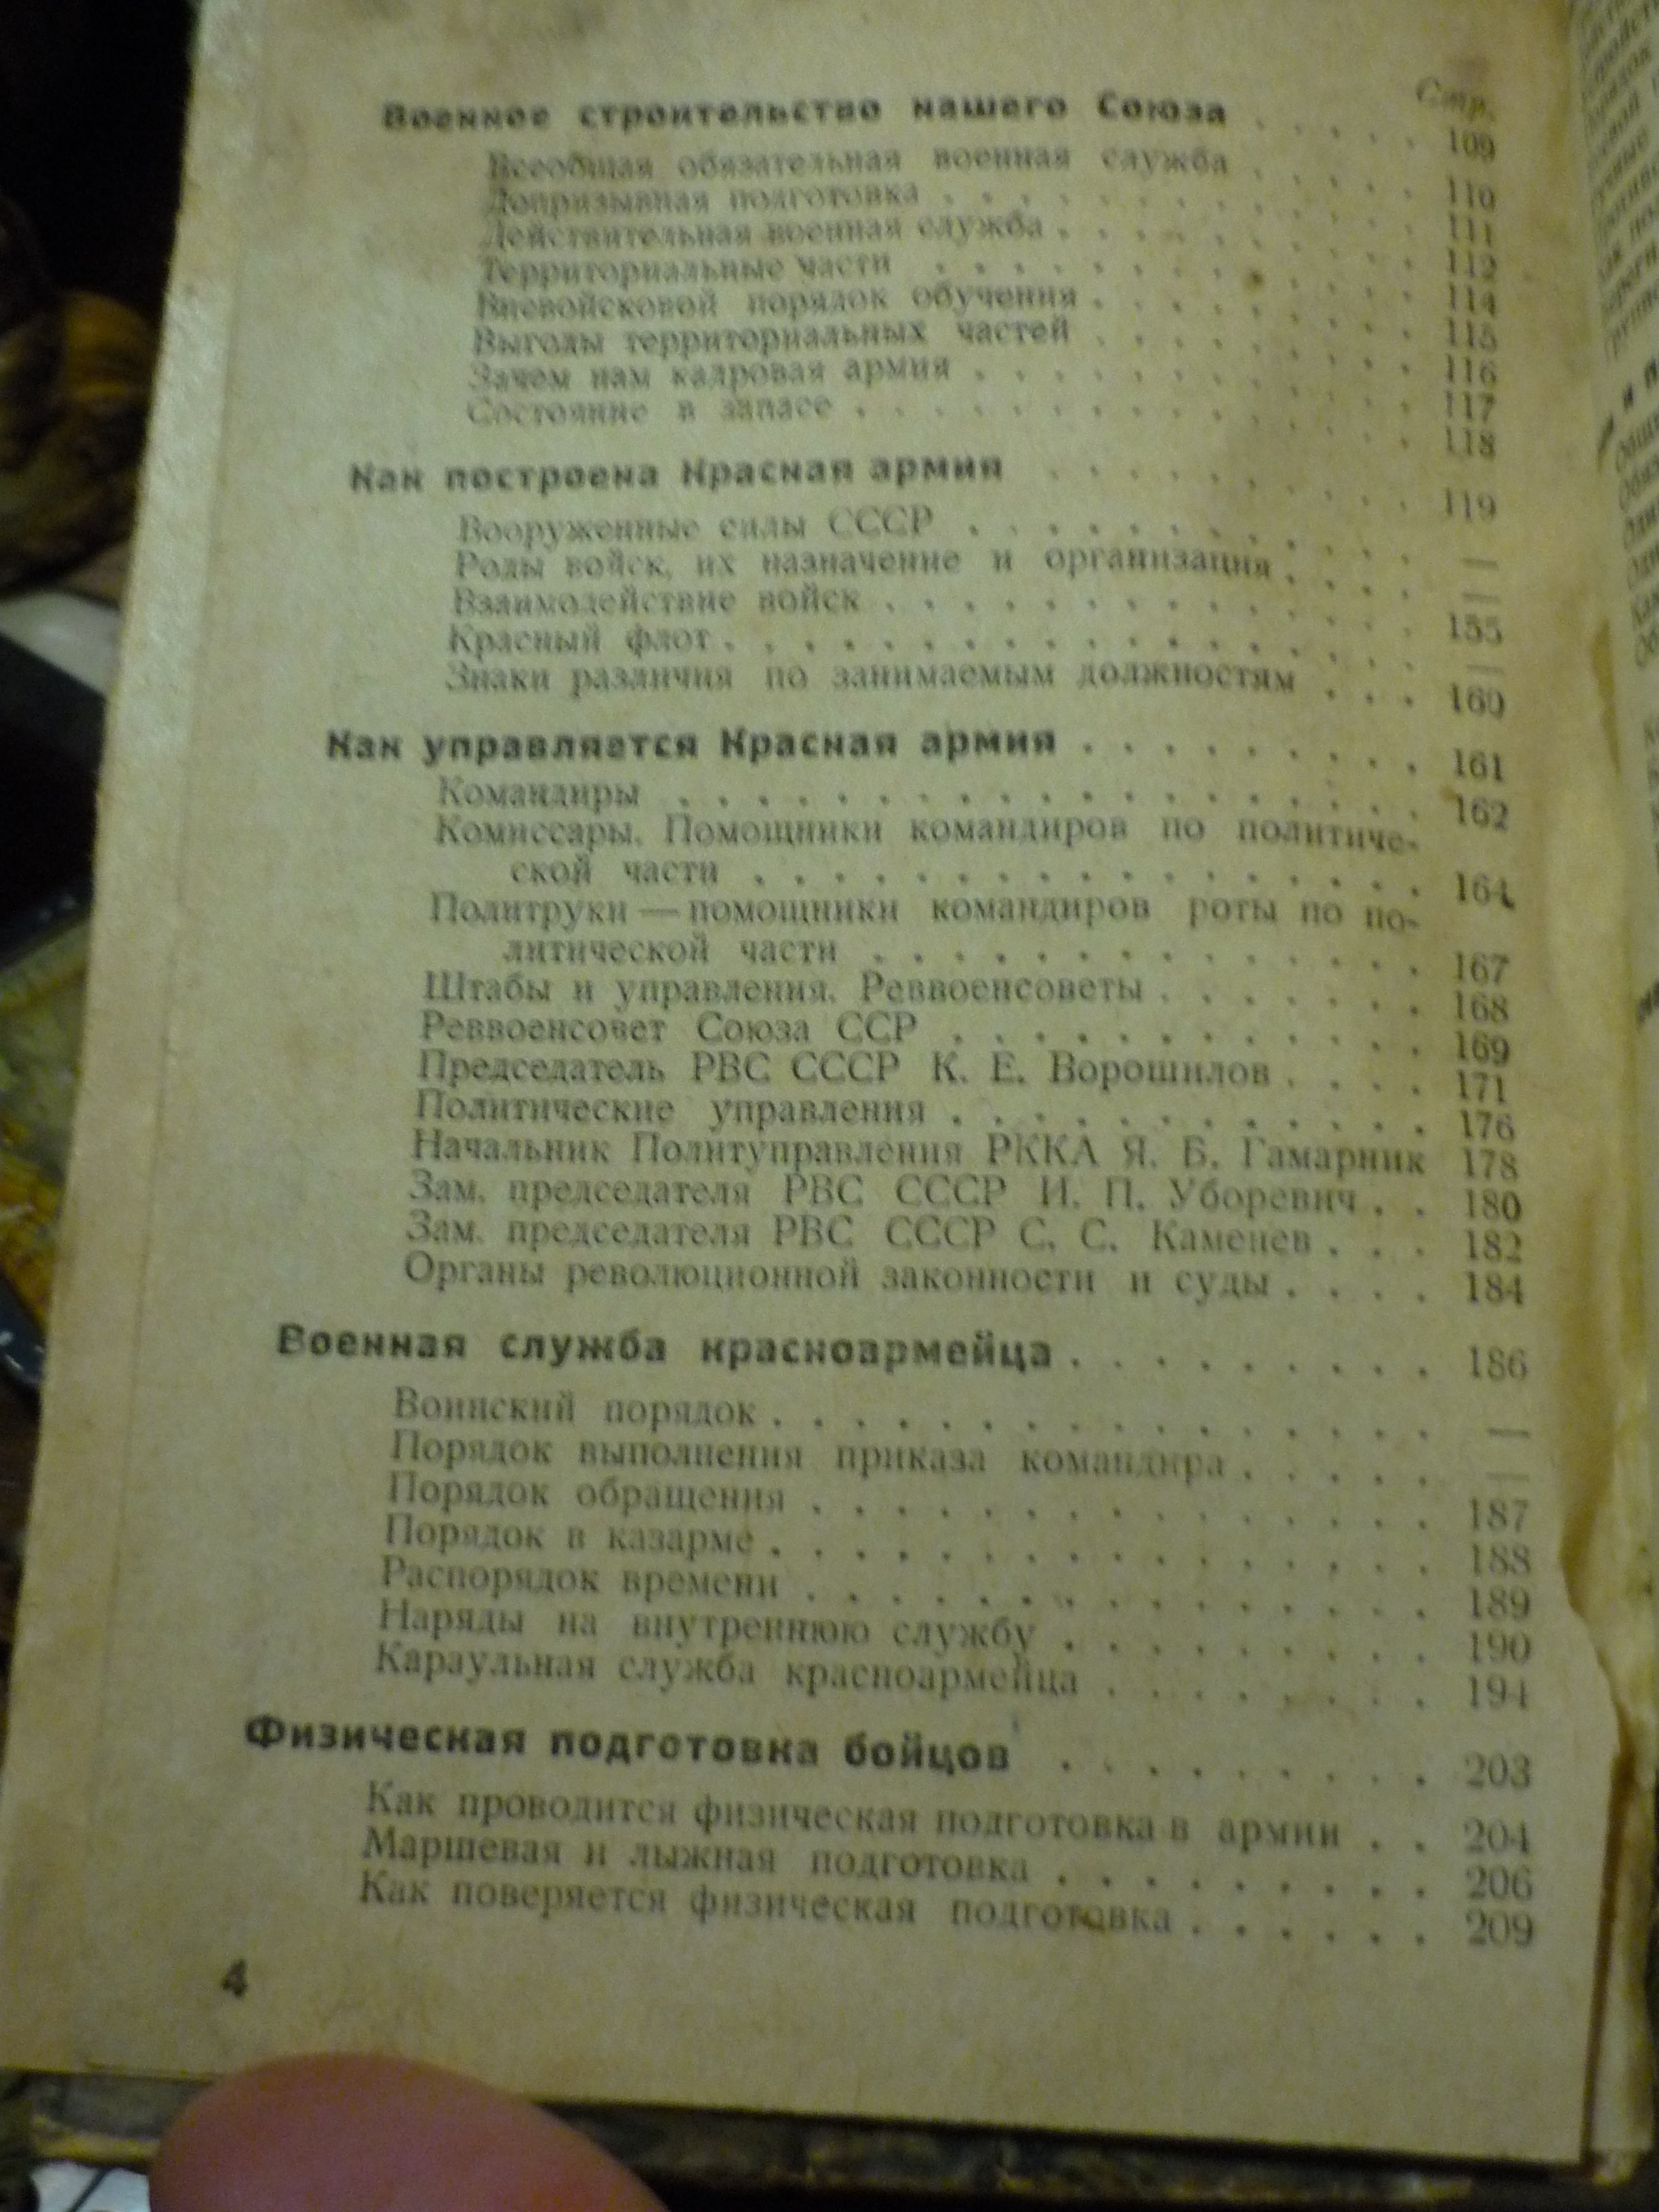 Стр.
Военное строительство нашего Союза . . . . . 109
Всеобщая обязательная военная служба . . . . . 110
Допризывная подготовка . . . . . . . . . . . . 111
Действительная военная служба . . . . . . . . . 112
Территориальные части . . . . . . . . . . . . 114
Вневойсковой порядок обучения . . . . . . . . 115
Выгоды территориальных частей . . . . . . . . 116
Зачем нам кадровая армия . . . . . . . . . . . 117
Состояние в запасе . . . . . . . . . . . . . . 118
Как построена Красная армия . . . . . . . . . 119
Вооруженные силы СССР . . . . . . . . . . . . —
Роды войск, их назначение и организация . . . . —
Взаимодействие войск . . . . . . . . . . . . . . 155
Красный флот . . . . . . . . . . . . . . . . . . —
Знаки различия по занимаемым должностям . . . 160
Как управляется Красная армия . . . . . . . . . 161
Командиры . . . . . . . . . . . . . . . . . . . 162
Комиссары. Помощники командиров по политиче-
ской части . . . . . . . . . . . . . . . . . 164
Политруки — помощники командиров роты по по-
литической части . . . . . . . . . . . . . . 167
Штабы и управления. Реввоенсоветы . . . . . . . 168
Реввоенсовет Союза ССР . . . . . . . . . . . . 169
Председатель РВС СССР К. Е. Ворошилов . . . . 171
Политические управления . . . . . . . . . . . . 176
Начальник Политуправления РККА Я. Б. Гамарник 178
Зам. председателя РВС СССР И. П. Уборевич . . 180
Зам. председателя РВС СССР С. С. Каменев . . . 182
Органы революционной законности и суды . . . . 184
Военная служба красноармейца . . . . . . . . . 186
Воинский порядок . . . . . . . . . . . . . . . . —
Порядок выполнения приказа командира . . . . . —
Порядок обращения . . . . . . . . . . . . . . . 187
Порядок в казарме . . . . . . . . . . . . . . . . 188
Распорядок времени . . . . . . . . . . . . . . . 189
Наряды на внутреннюю службу . . . . . . . . . 190
Караульная служба красноармейца . . . . . . . . 194
Физическая подготовка бойцов . . . . . . . . . 203
Как проводится физическая подготовка в армии . . 204
Маршевая и лыжная подготовка . . . . . . . . . 206
Как поверяется физическая подготовка . . . . . . 209
4